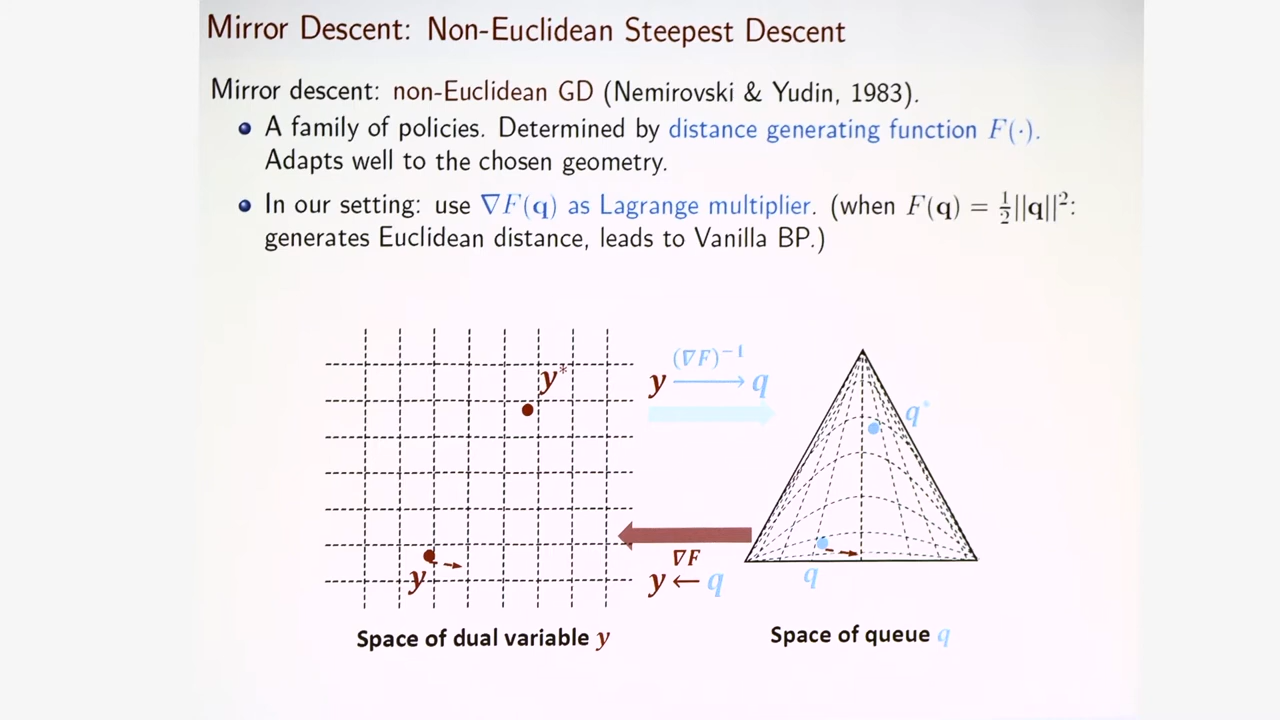 Mirror Descent: Non-Euclidean Steepest Descent
Mirror descent: non-Euclidean GD (Nemirovski & Yudin, 1983).
A family of policies. Determined by distance generating function F(·).
Adapts well to the chosen geometry.
In our setting: use ∇F(q) as Lagrange multiplier. (when F(q) = ½||q||²:
generates Euclidean distance, leads to Vanilla BP.)
(∇F)⁻¹
y ⟶ q
y*
q*
y
q
∇F
y ← q
Space of dual variable y
Space of queue q